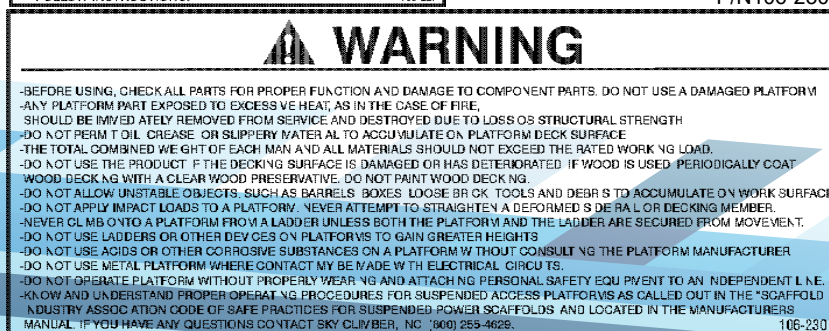 WARNING
-BEFORE USING, CHECK ALL PARTS FOR PROPER FUNCTION AND DAMAGE TO COMPONENT PARTS. DO NOT USE A DAMAGED PLATFORM
-ANY PLATFORM PART EXPOSED TO EXCESSIVE HEAT, AS IN THE CASE OF FIRE,
SHOULD BE IMMEDIATELY REMOVED FROM SERVICE AND DESTROYED DUE TO LOSS OS STRUCTURAL STRENGTH
-DO NOT PERMIT OIL, GREASE OR SLIPPERY MATERIAL TO ACCUMULATE ON PLATFORM DECK SURFACE
-THE TOTAL COMBINED WEIGHT OF EACH MAN AND ALL MATERIALS SHOULD NOT EXCEED THE RATED WORKING LOAD.
-DO NOT USE THE PRODUCT IF THE DECKING SURFACE IS DAMAGED OR HAS DETERIORATED IF WOOD IS USED, PERIODICALLY COAT
WOOD DECKING WITH A CLEAR WOOD PRESERVATIVE. DO NOT PAINT WOOD DECKING.
-DO NOT ALLOW UNSTABLE OBJECTS, SUCH AS BARRELS, BOXES, LOOSE BRICK, TOOLS AND DEBRIS TO ACCUMULATE ON WORK SURFACE
-DO NOT APPLY IMPACT LOADS TO A PLATFORM. NEVER ATTEMPT TO STRAIGHTEN A DEFORMED SIDE RAIL OR DECKING MEMBER.
-NEVER CLIMB ONTO A PLATFORM FROM A LADDER UNLESS BOTH THE PLATFORM AND THE LADDER ARE SECURED FROM MOVEMENT.
-DO NOT USE LADDERS OR OTHER DEVICES ON PLATFORMS TO GAIN GREATER HEIGHTS
-DO NOT USE ACIDS OR OTHER CORROSIVE SUBSTANCES ON A PLATFORM WITHOUT CONSULTING THE PLATFORM MANUFACTURER
-DO NOT USE METAL PLATFORM WHERE CONTACT MY BE MADE WITH ELECTRICAL CIRCUITS.
-DO NOT OPERATE PLATFORM WITHOUT PROPERLY WEARING AND ATTACHING PERSONAL SAFETY EQUIPMENT TO AN INDEPENDENT LINE.
-KNOW AND UNDERSTAND PROPER OPERATING PROCEDURES FOR SUSPENDED ACCESS PLATFORMS AS CALLED OUT IN THE "SCAFFOLD
INDUSTRY ASSOCIATION CODE OF SAFE PRACTICES FOR SUSPENDED POWER SCAFFOLDS AND LOCATED IN THE MANUFACTURERS
MANUAL. IF YOU HAVE ANY QUESTIONS CONTACT SKY CLIMBER, INC (800) 255-4629. 106-230